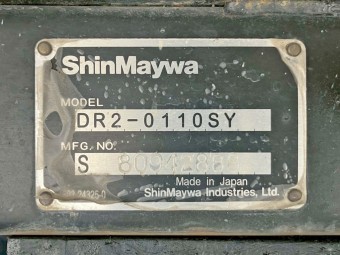 ShinMaywa
MODEL
DR2-0110SY
MFG. NO.
S
Made in Japan
ShinMaywa Industries, Ltd.